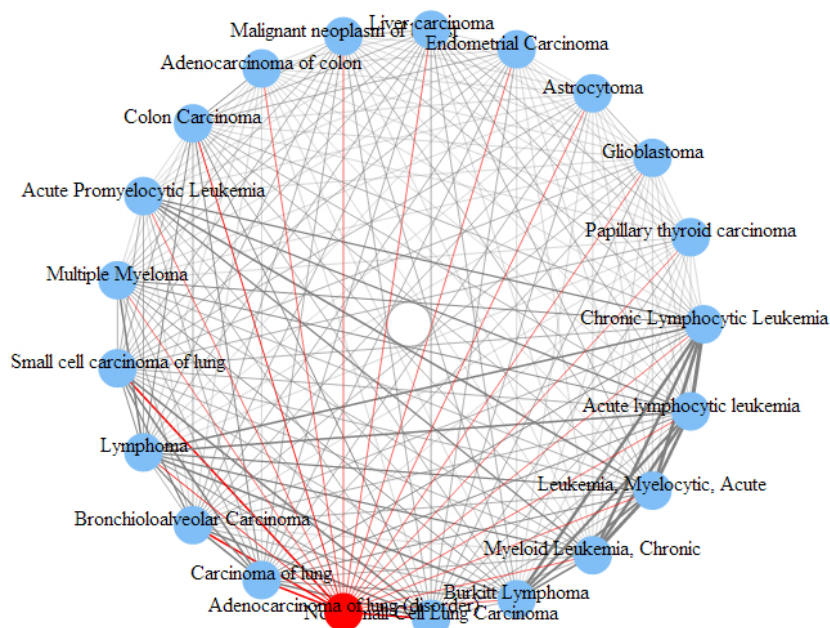 Liver carcinoma
Malignant neoplasm of
Endometrial Carcinoma
Adenocarcinoma of colon
Astrocytoma
Colon Carcinoma
Glioblastoma
Acute Promyelocytic Leukemia
Papillary thyroid carcinoma
Multiple Myeloma
Chronic Lymphocytic Leukemia
Small cell carcinoma of lung
Acute lymphocytic leukemia
Lymphoma
Leukemia, Myelocytic, Acute
Bronchioloalveolar Carcinoma
Myeloid Leukemia, Chronic
Carcinoma of lung
Burkitt Lymphoma
Adenocarcinoma of lung (disorder)
Cell Lung Carcinoma